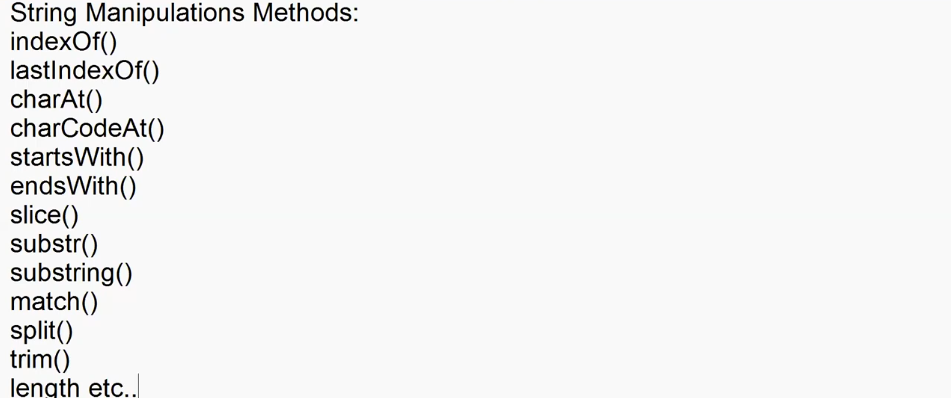 String Manipulations Methods:
indexOf()
lastIndexOf()
charAt()
charCodeAt()
startsWith()
endsWith()
slice()
substr()
substring()
match()
split()
trim()
length etc..